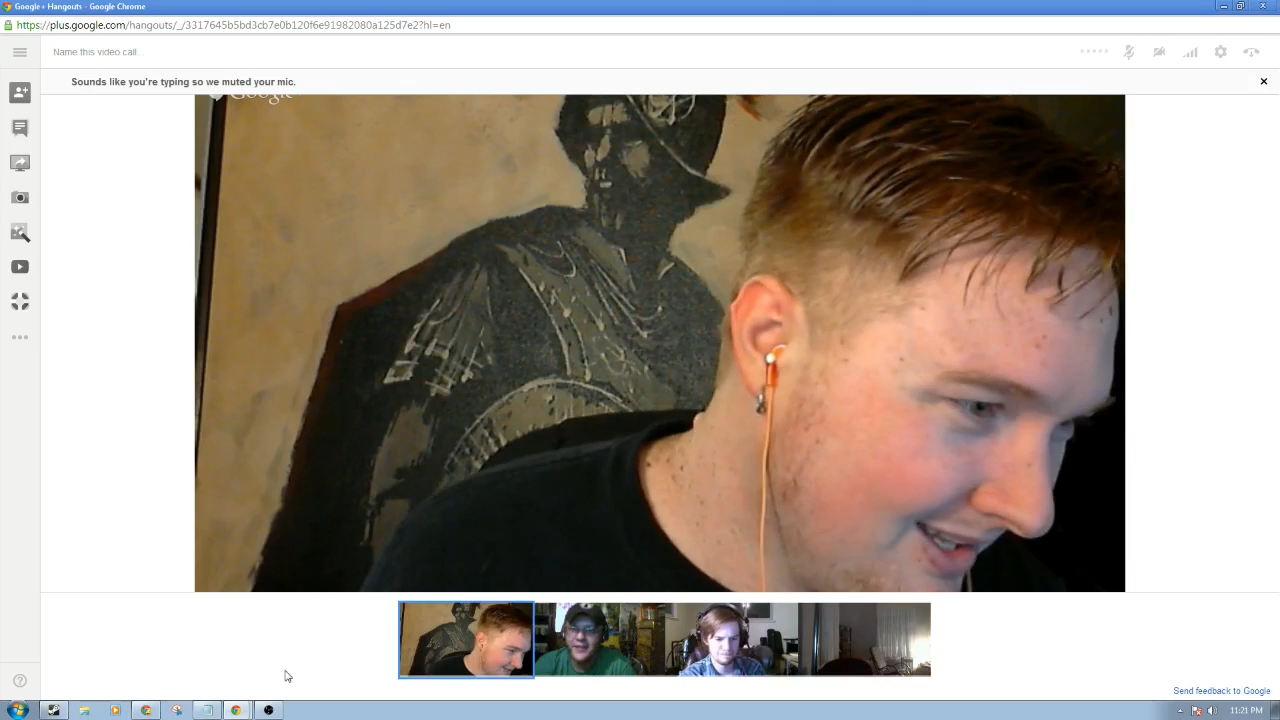 Google+ Hangouts - Google Chrome
https://plus.google.com/hangouts/_/3317645b5bd3cb7e0b120f6e91982080a125d7e2?hl=en
Name this video call...
Sounds like you're typing so we muted your mic.
Google
Send feedback to Google
11:21 PM